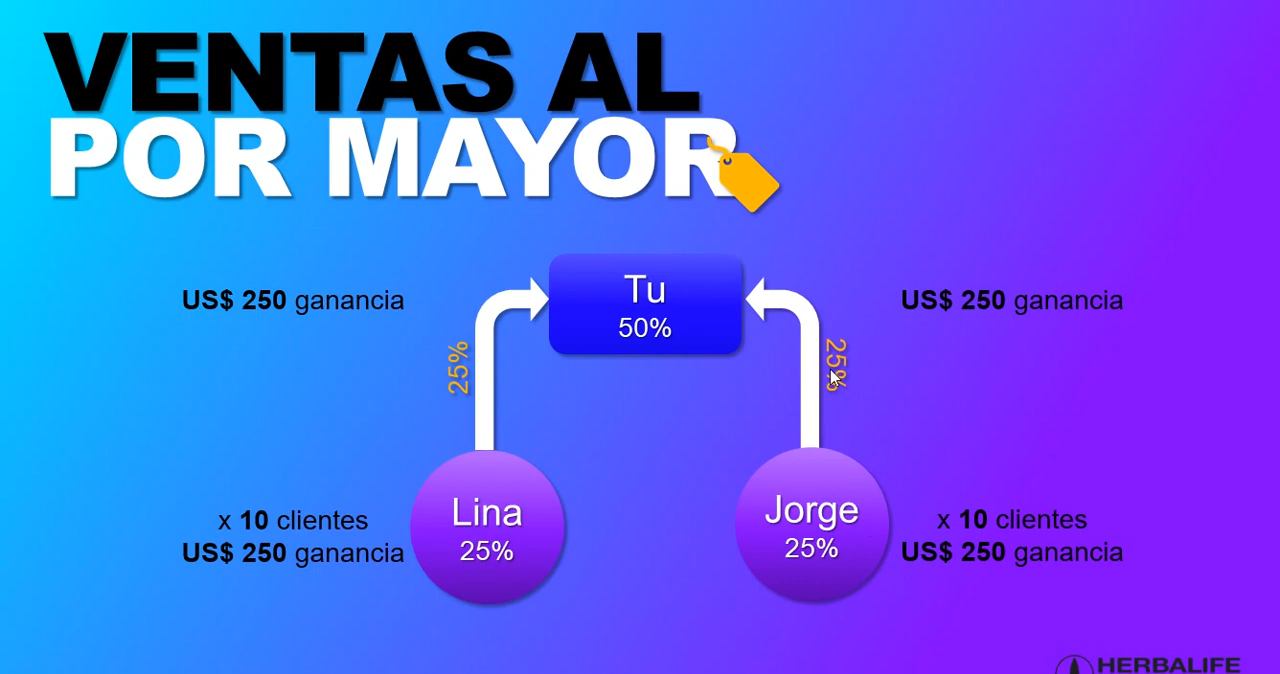 VENTAS AL
POR MAYOR
US$ 250 ganancia
Tu
50%
US$ 250 ganancia
25%
25%
x 10 clientes
US$ 250 ganancia
Lina
25%
Jorge
25%
x 10 clientes
US$ 250 ganancia
HERBALIFE